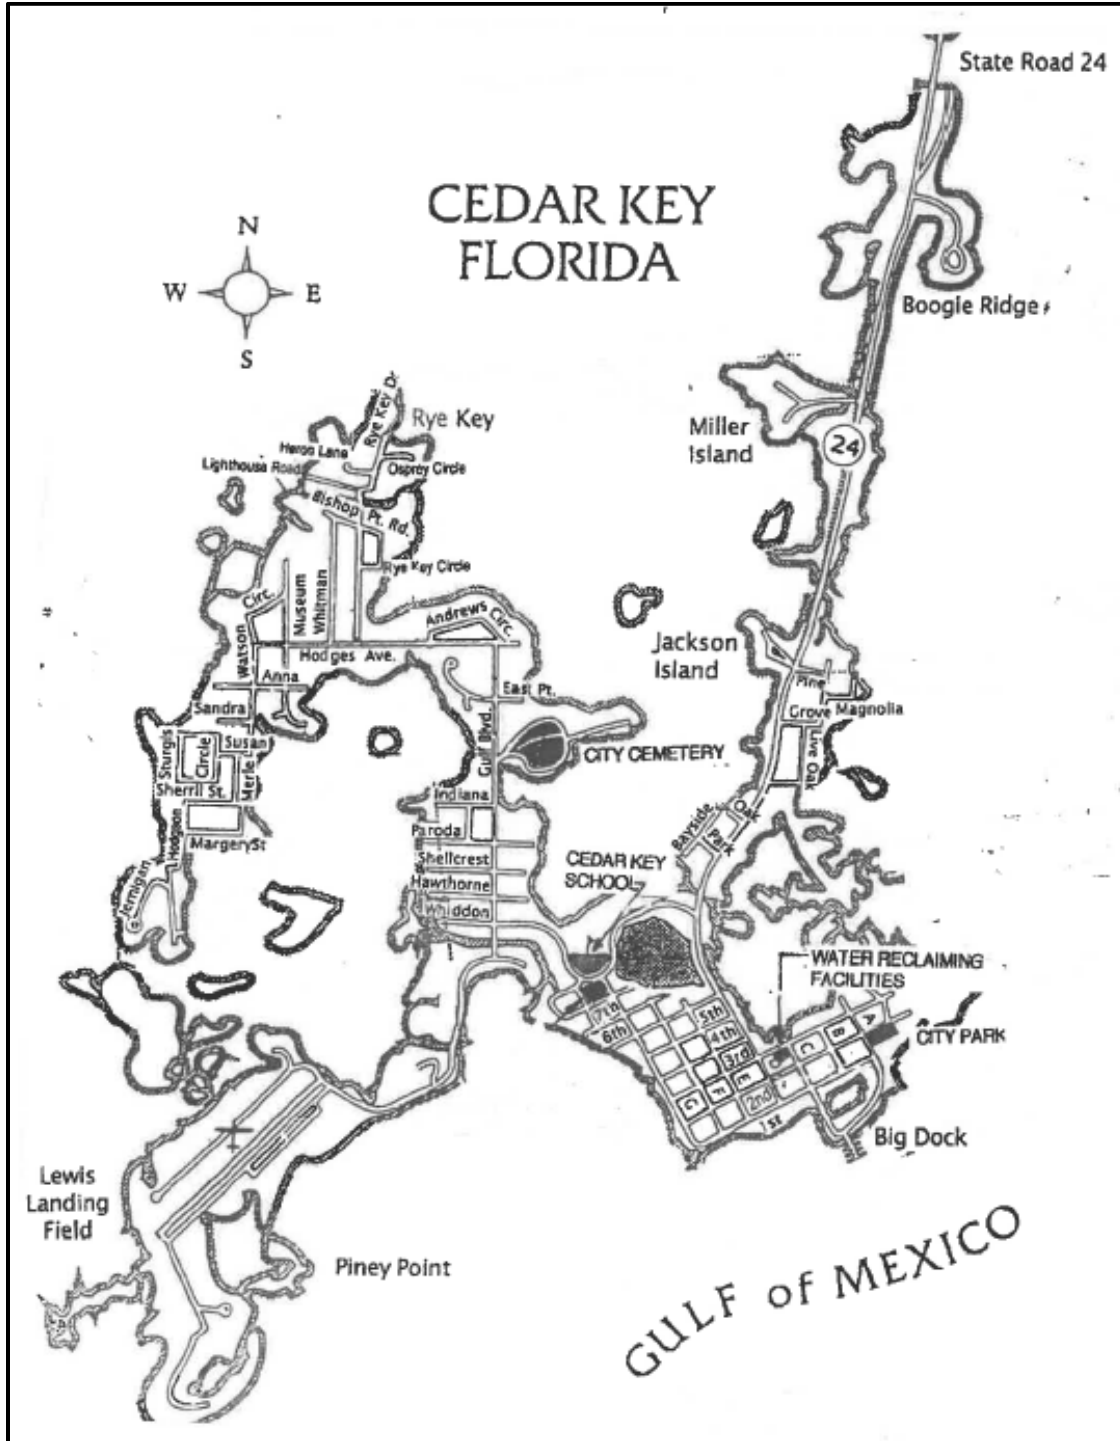 State Road 24
CEDAR KEY
FLORIDA
N
W E
S
Boogie Ridge
Rye Key D
Rye Key
Miller
Island
24
Heron Lane
Osprey Circle
Lighthouse Road
Bishop Pt. Rd.
Rye Key Circle
Circ.
Museum
Whitman
Andrews Circ.
Watson
Hodges Ave.
Jackson
Island
Anna
Pine
East Pt.
Sandra
Grove
Magnolia
Gulf Blvd.
Live Oak
Sturgis
Circle
Susan
CITY CEMETERY
Sherril St.
Merle
Indiana
Bayside
Oak
Park
Hodgson
Margery St
Paroda
Shellcrest
CEDAR KEY
SCHOOL
Jernigan
Hawthorne
Whiddon
WATER RECLAIMING
FACILITIES
7th
6th
5th
4th
3rd
2nd
1st
A
B
C
E
F
G
CITY PARK
Big Dock
Lewis
Landing
Field
Piney Point
GULF of MEXICO